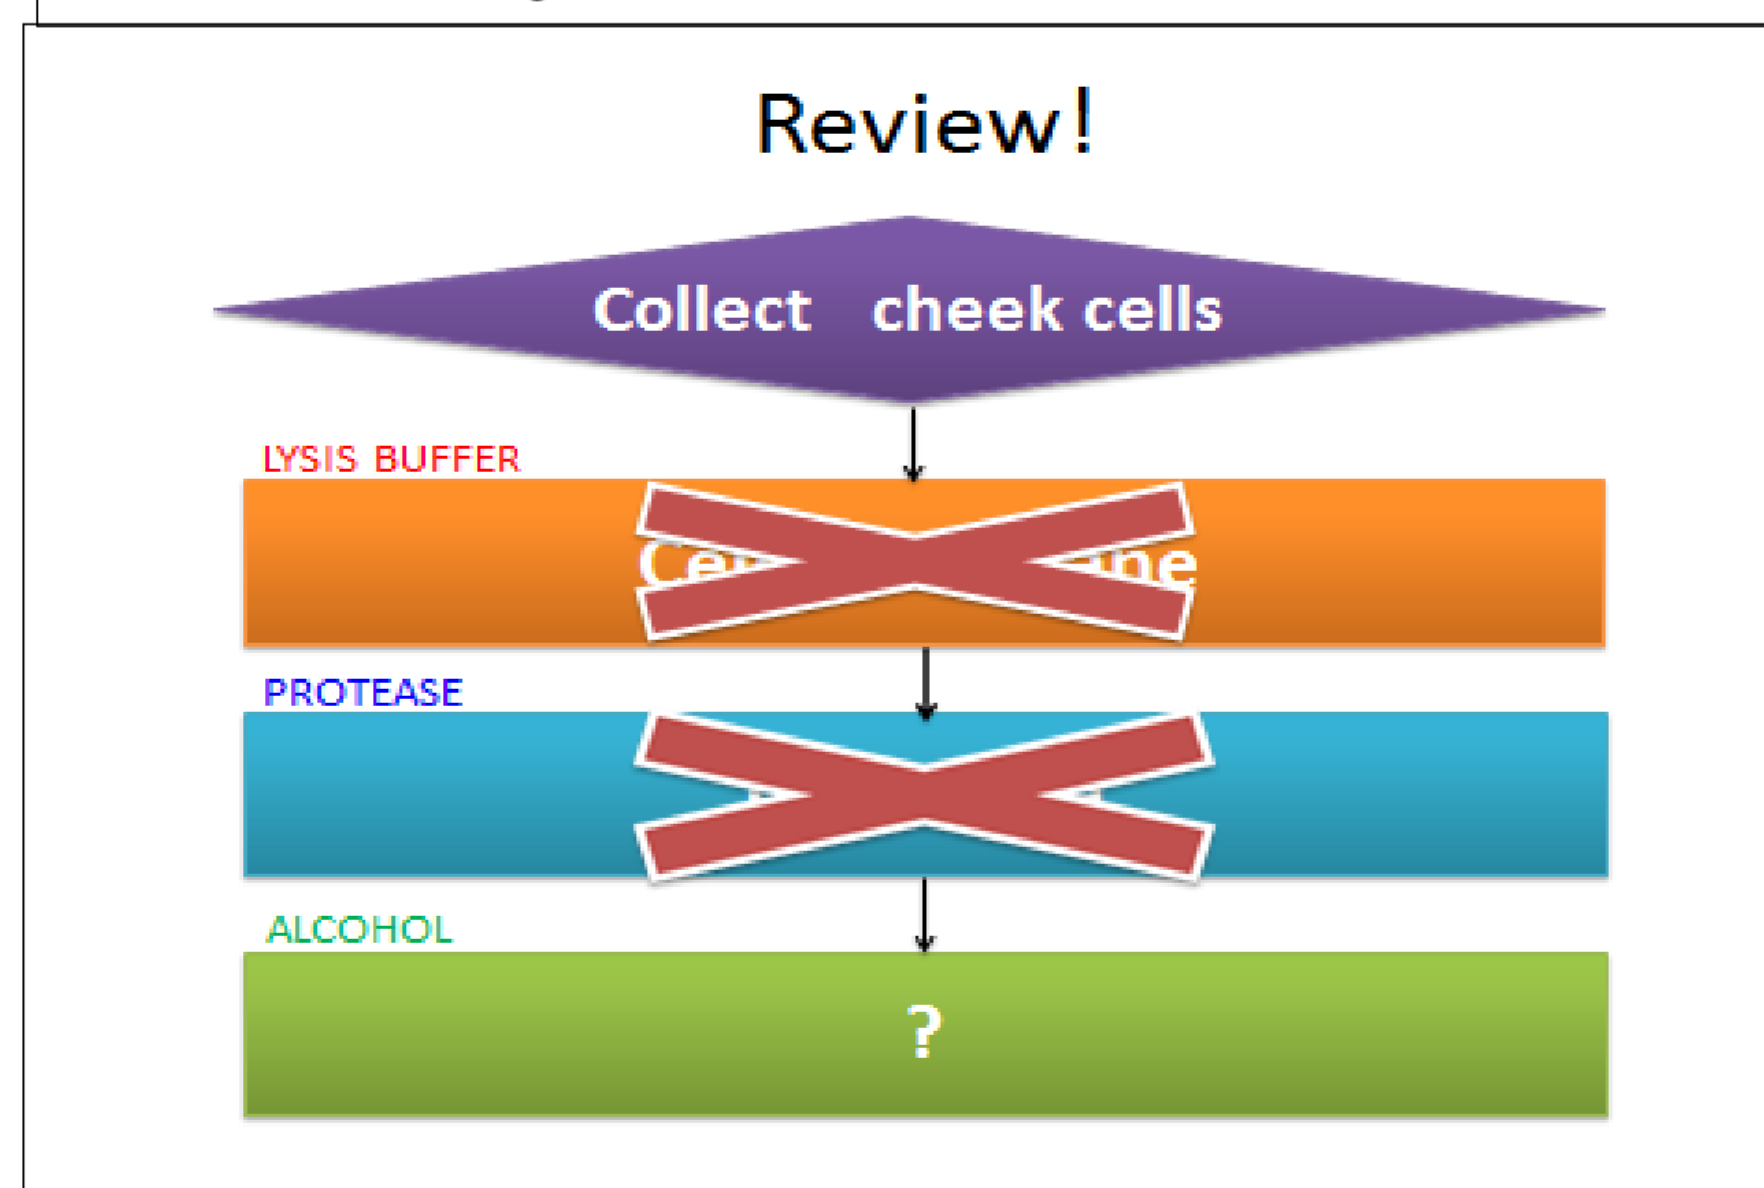 Review!
Collect cheek cells
LYSIS BUFFER
PROTEASE
ALCOHOL
?